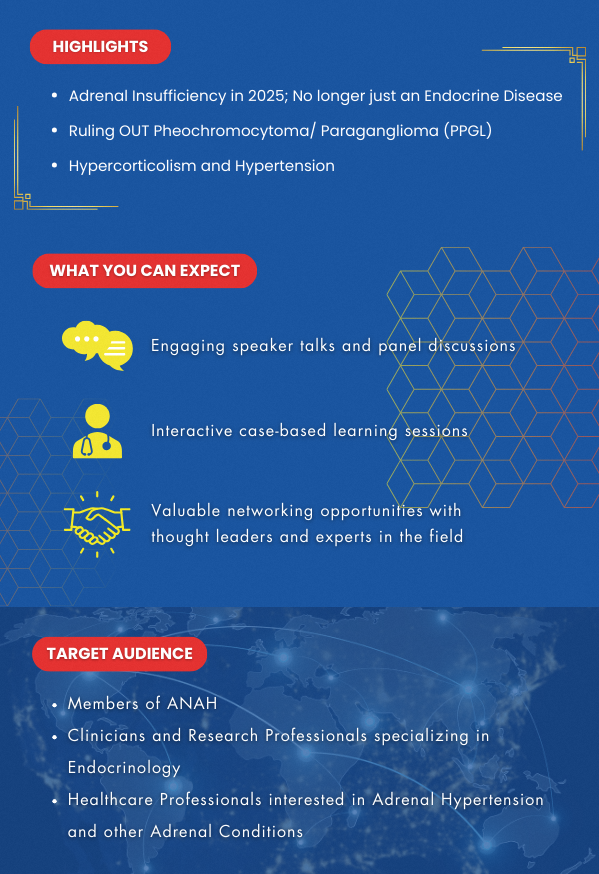 HIGHLIGHTS
• Adrenal Insufficiency in 2025; No longer just an Endocrine Disease
• Ruling OUT Pheochromocytoma/ Paraganglioma (PPGL)
• Hypercorticolism and Hypertension
WHAT YOU CAN EXPECT
Engaging speaker talks and panel discussions
Interactive case-based learning sessions
Valuable networking opportunities with
thought leaders and experts in the field
TARGET AUDIENCE
• Members of ANAH
• Clinicians and Research Professionals specializing in
Endocrinology
• Healthcare Professionals interested in Adrenal Hypertension
and other Adrenal Conditions